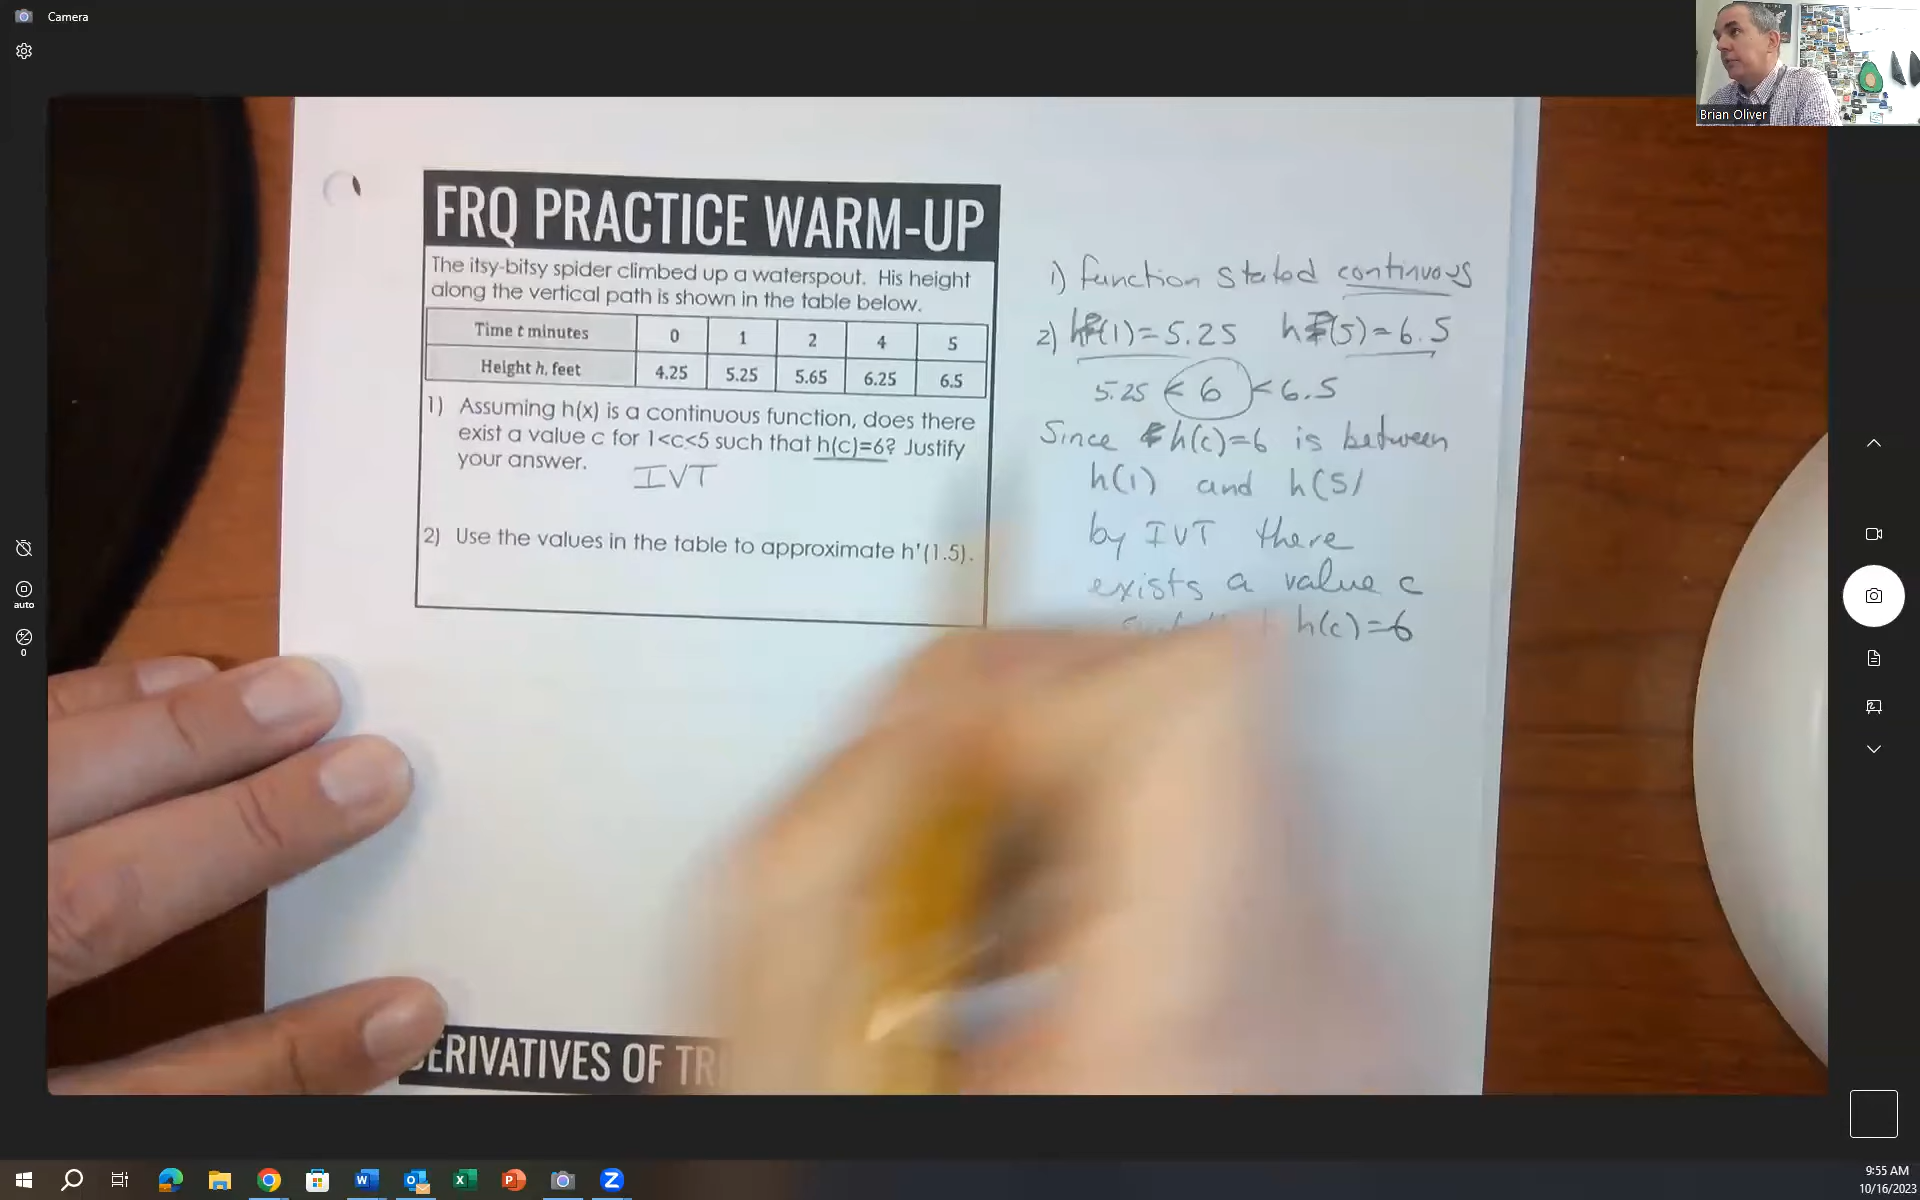 Camera
Brian Oliver
FRQ PRACTICE WARM-UP
The itsy-bitsy spider climbed up a waterspout. His height
along the vertical path is shown in the table below.
Time t minutes 0 1 2 4 5
Height h, feet 4.25 5.25 5.65 6.25 6.5
1) Assuming h(x) is a continuous function, does there
exist a value c for 1<c<5 such that h(c)=6? Justify
your answer.
IVT
2) Use the values in the table to approximate h'(1.5).
1) function stated continuous
2) h(1)=5.25 h(5)=6.5
5.25 < 6 < 6.5
Since h(c)=6 is between
h(1) and h(5)
by IVT there
exists a value c
h(c)=6
DERIVATIVES OF TR
auto
0
9:55 AM
10/16/2023